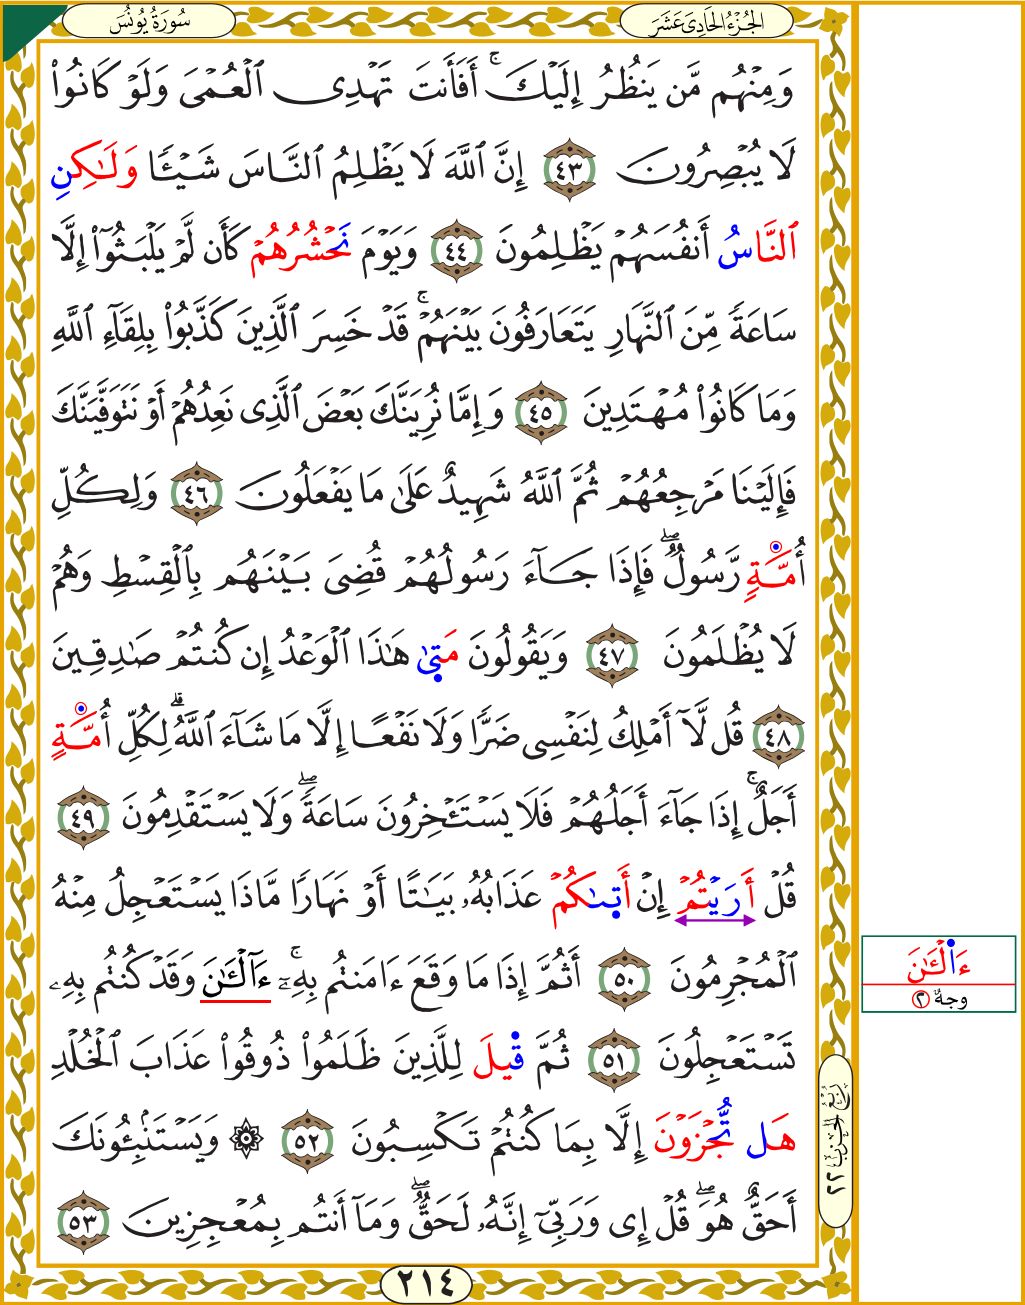 سُورَةُ يُونُسَ
الجُزْءُ الحَادِىَ عَشَرَ
وَمِنْهُم مَّن يَنظُرُ إِلَيْكَۚ أَفَأَنتَ تَهْدِى ٱلْعُمْىَ وَلَوْ كَانُوا۟
لَا يُبْصِرُونَ ٤٣ إِنَّ ٱللَّهَ لَا يَظْلِمُ ٱلنَّاسَ شَيْـًٔا وَلَـٰكِنِ
ٱلنَّاسُ أَنفُسَهُمْ يَظْلِمُونَ ٤٤ وَيَوْمَ نَحْشُرُهُمْ كَأَن لَّمْ يَلْبَثُوٓا۟ إِلَّا
سَاعَةً مِّنَ ٱلنَّهَارِ يَتَعَارَفُونَ بَيْنَهُمْۚ قَدْ خَسِرَ ٱلَّذِينَ كَذَّبُوا۟ بِلِقَآءِ ٱللَّهِ
وَمَا كَانُوا۟ مُهْتَدِينَ ٤٥ وَإِمَّا نُرِيَنَّكَ بَعْضَ ٱلَّذِى نَعِدُهُمْ أَوْ نَتَوَفَّيَنَّكَ
فَإِلَيْنَا مَرْجِعُهُمْ ثُمَّ ٱللَّهُ شَهِيدٌ عَلَىٰ مَا يَفْعَلُونَ ٤٦ وَلِكُلِّ
أُمَّةٍ رَّسُولٌۖ فَإِذَا جَآءَ رَسُولُهُمْ قُضِىَ بَيْنَهُم بِٱلْقِسْطِ وَهُمْ
لَا يُظْلَمُونَ ٤٧ وَيَقُولُونَ مَتىٰ هَـٰذَا ٱلْوَعْدُ إِن كُنتُمْ صَـٰدِقِينَ
٤٨ قُل لَّآ أَمْلِكُ لِنَفْسِى ضَرًّا وَلَا نَفْعًا إِلَّا مَا شَآءَ ٱللَّهُۗ لِكُلِّ أُمَّةٍ
أَجَلٌۚ إِذَا جَآءَ أَجَلُهُمْ فَلَا يَسْتَـْٔخِرُونَ سَاعَةًۖ وَلَا يَسْتَقْدِمُونَ ٤٩
قُلْ أَرَيْتُمْ إِنْ أَتىٰكُمْ عَذَابُهُۥ بَيَـٰتًا أَوْ نَهَارًا مَّاذَا يَسْتَعْجِلُ مِنْهُ
ٱلْمُجْرِمُونَ ٥٠ أَثُمَّ إِذَا مَا وَقَعَ ءَامَنتُم بِهِۦٓۚ ءَآلْـَٔـٰنَ وَقَدْ كُنتُم بِهِۦ
تَسْتَعْجِلُونَ ٥١ ثُمَّ قِيلَ لِلَّذِينَ ظَلَمُوا۟ ذُوقُوا۟ عَذَابَ ٱلْخُلْدِ
هَل تُّجْزَوْنَ إِلَّا بِمَا كُنتُمْ تَكْسِبُونَ ٥٢ ۞ وَيَسْتَنۢبِـُٔونَكَ
أَحَقٌّ هُوَۖ قُلْ إِى وَرَبِّىٓ إِنَّهُۥ لَحَقٌّۖ وَمَآ أَنتُم بِمُعْجِزِينَ ٥٣
ءَاْلْـَٔـٰنَ
وجهٌ ٢
رُبْعُ الحِزْبِ ٢٢
٢١٤